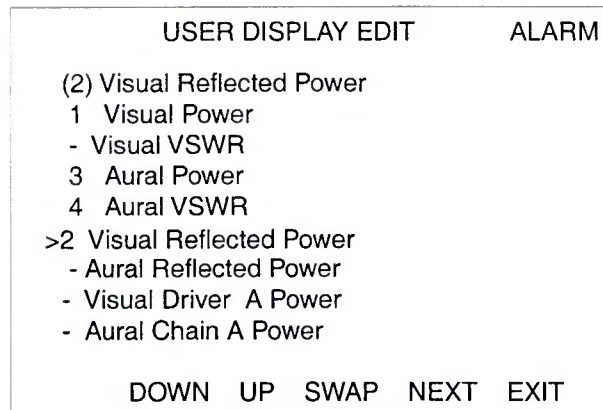 USER DISPLAY EDIT ALARM
(2) Visual Reflected Power
1 Visual Power
- Visual VSWR
3 Aural Power
4 Aural VSWR
>2 Visual Reflected Power
- Aural Reflected Power
- Visual Driver A Power
- Aural Chain A Power
DOWN UP SWAP NEXT EXIT